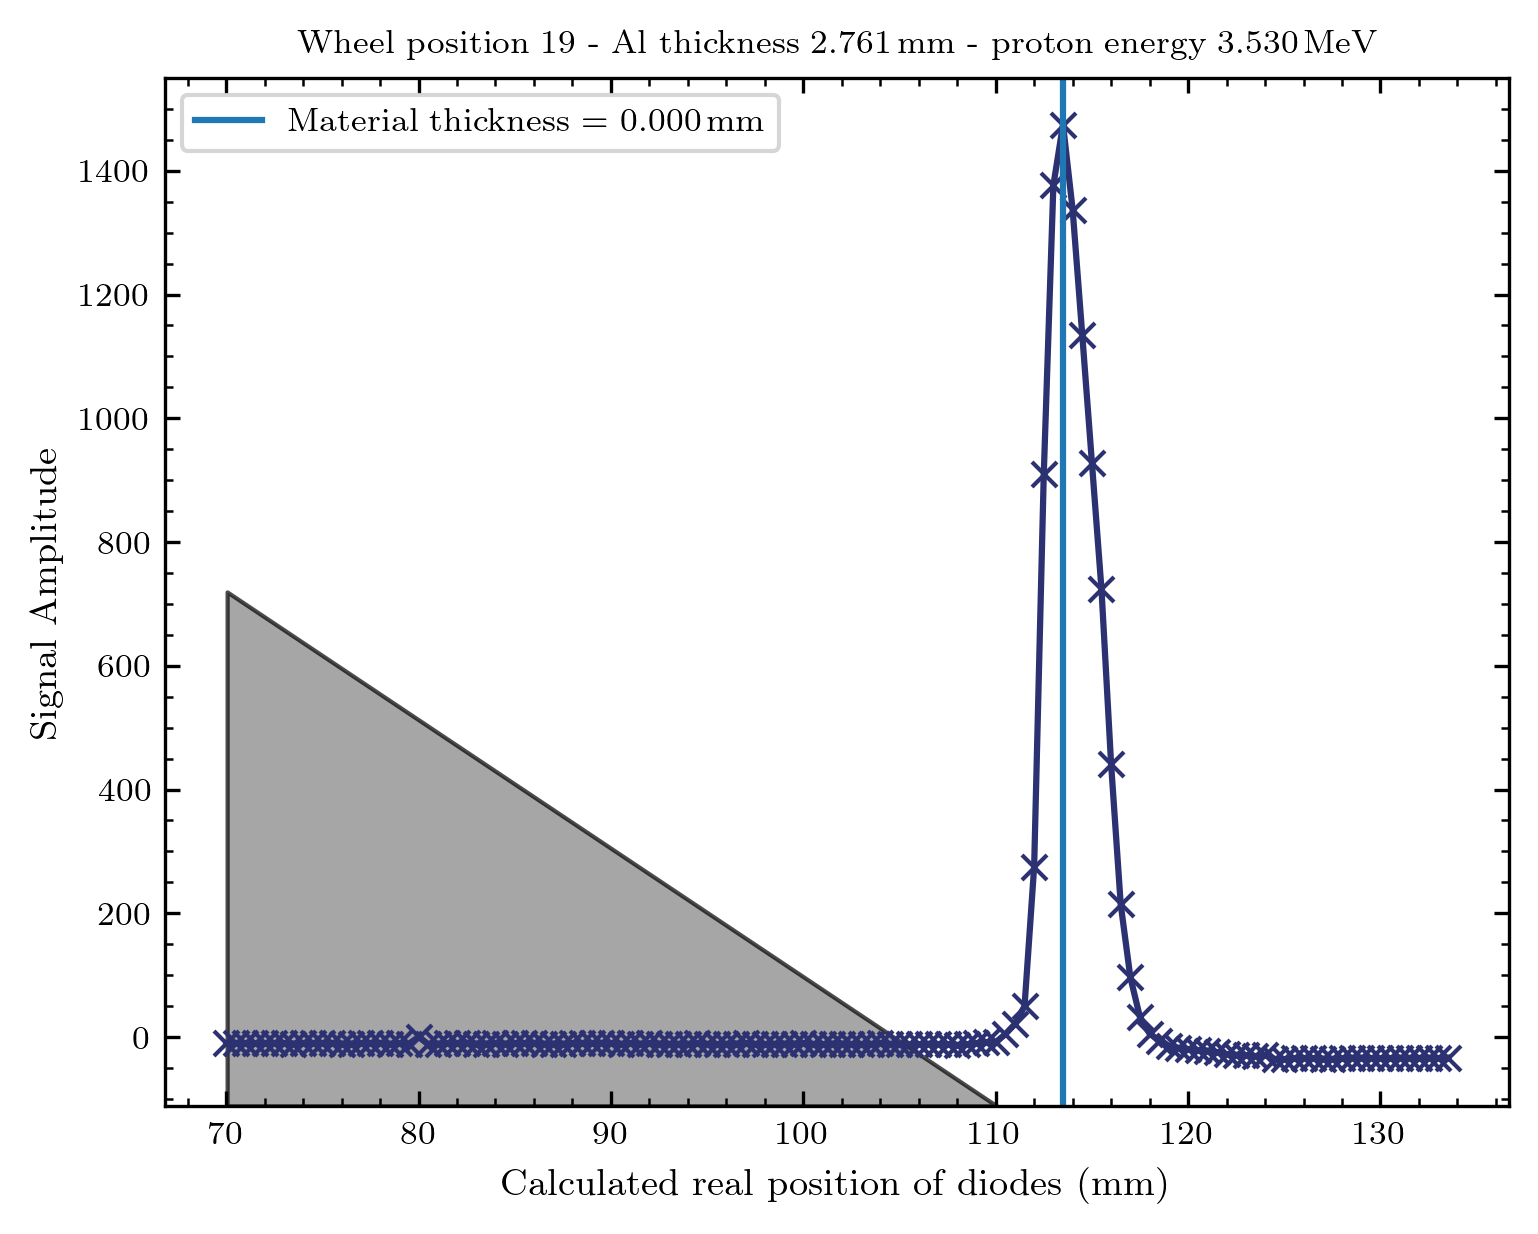 Wheel position 19 - Al thickness 2.761 mm - proton energy 3.530 MeV
Material thickness = 0.000 mm
1400
1200
1000
800
600
400
200
0
Signal Amplitude
70 80 90 100 110 120 130
Calculated real position of diodes (mm)